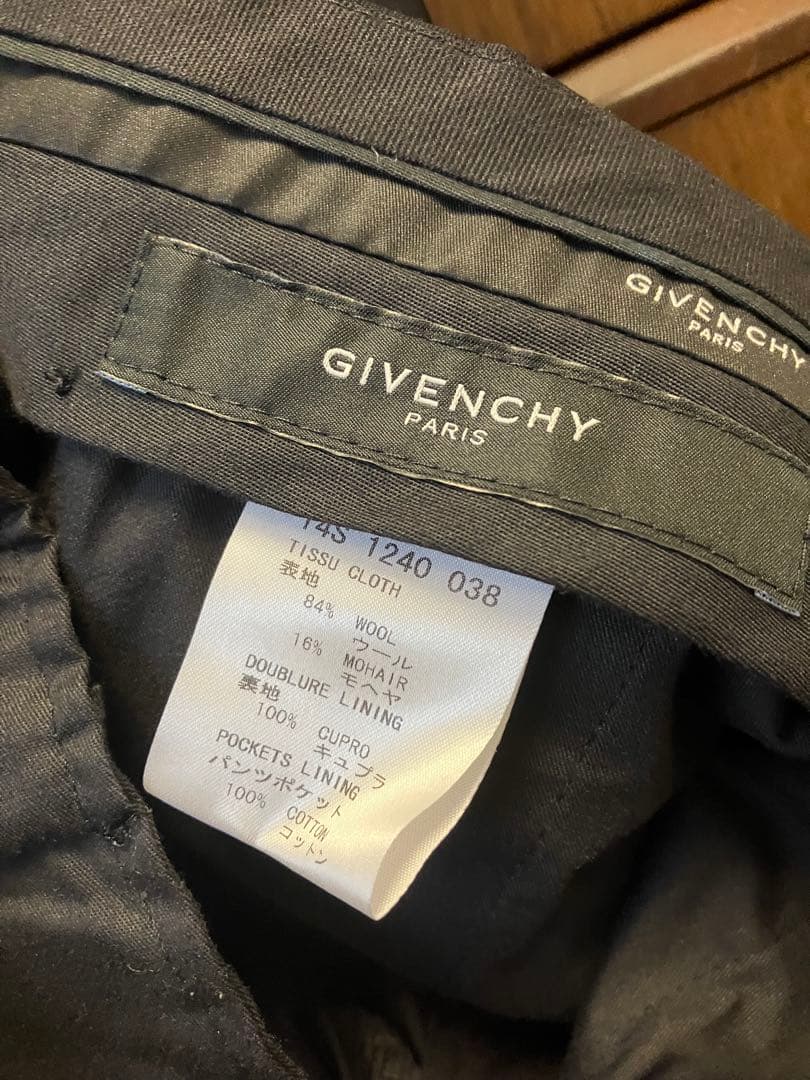 GIVENCHY
PARIS
GIVENCHY
PARIS
14S 1240 038
TISSU CLOTH
表地
84% WOOL
ウール
16% MOHAIR
モヘヤ
DOUBLURE LINING
裏地
100% CUPRO
キュプラ
POCKETS LINING
パンツポケット
100% COTTON
コットン